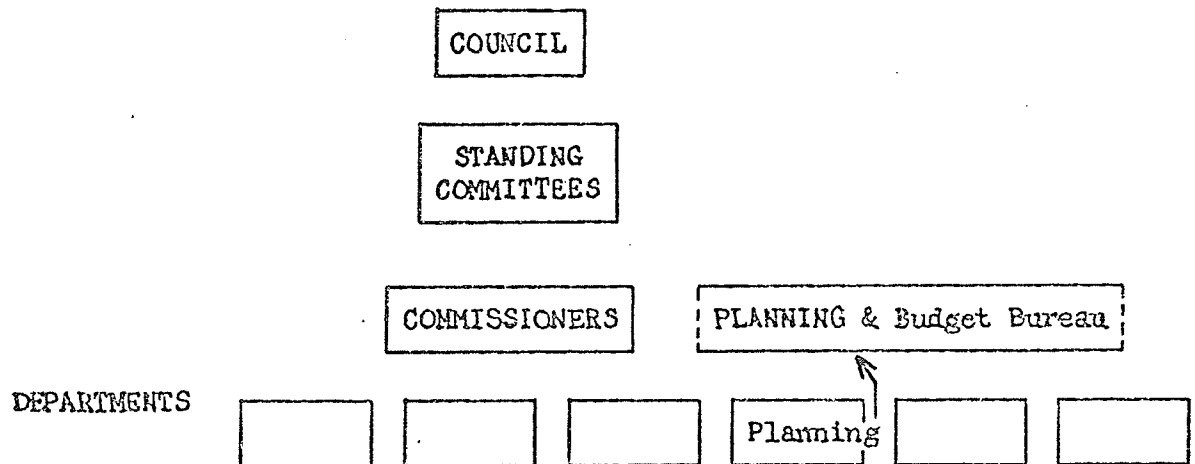 COUNCIL
STANDING
COMMITTEES
COMMISSIONERS
PLANNING & Budget Bureau
DEPARTMENTS
Planning